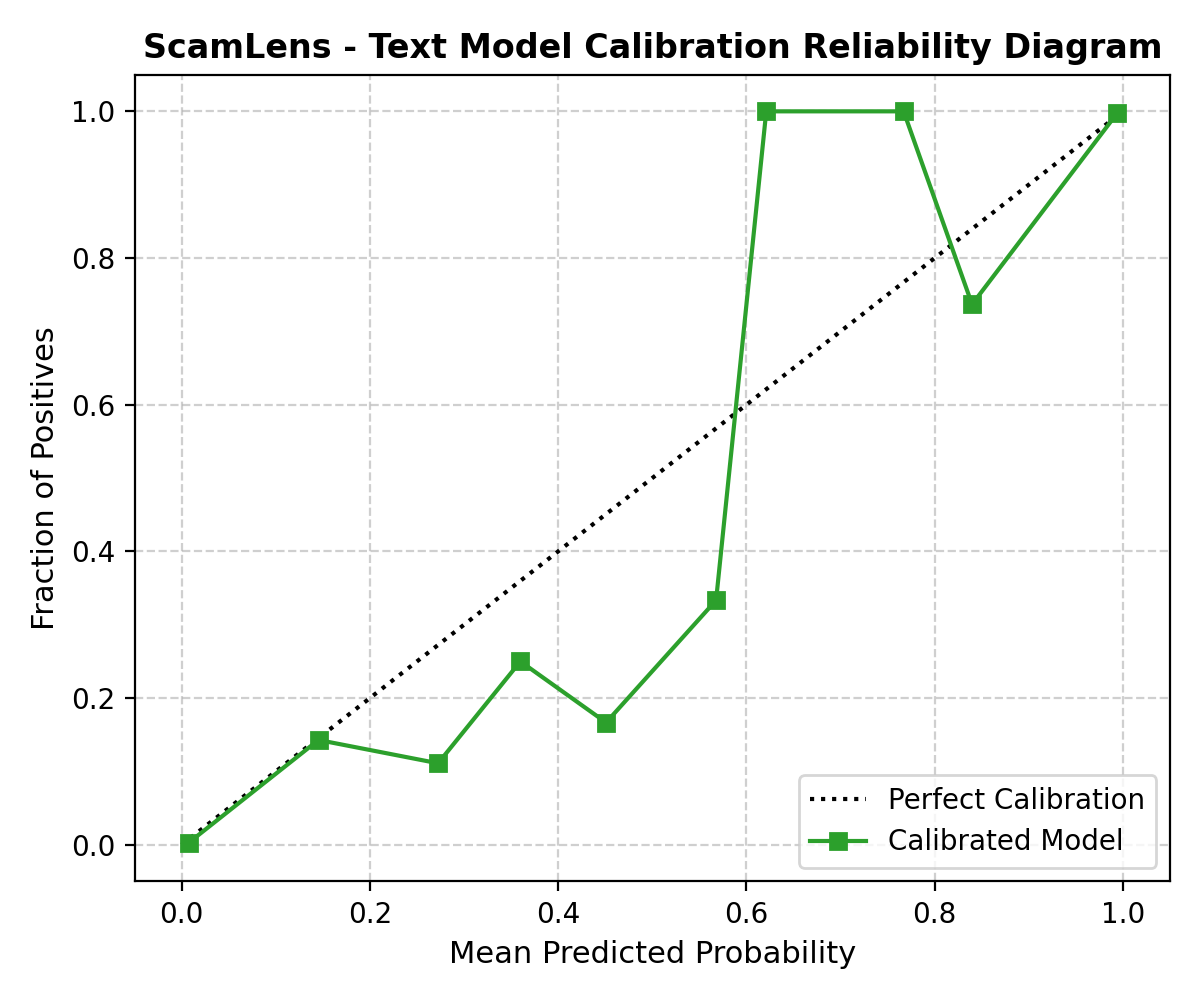 ScamLens - Text Model Calibration Reliability Diagram
1.0
0.8
0.6
0.4
0.2
0.0
Fraction of Positives
Perfect Calibration
Calibrated Model
0.0 0.2 0.4 0.6 0.8 1.0
Mean Predicted Probability